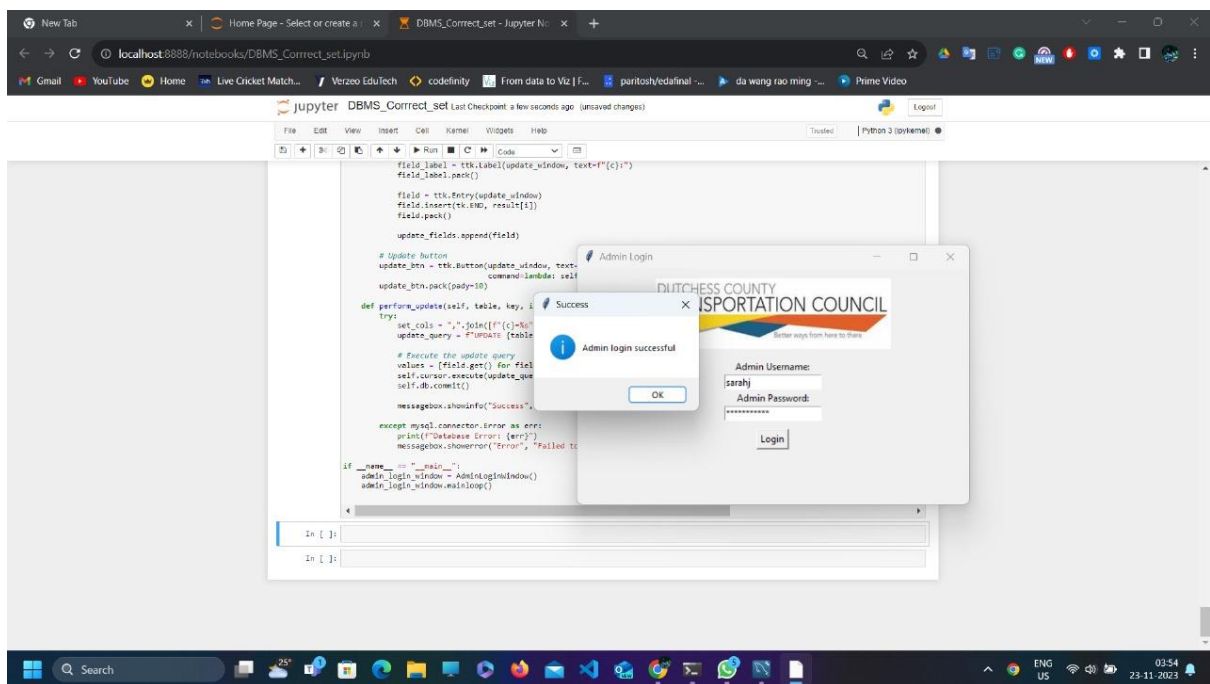 New Tab
Home Page - Select or create a
DBMS_Corrrect_set - Jupyter No
localhost:8888/notebooks/DBMS_Corrrect_set.ipynb
NEW
Gmail YouTube Home Live Cricket Match... Verzeo EduTech codefinity From data to Viz | F... paritosh/edafinal -... da wang rao ming -... Prime Video
jupyter DBMS_Corrrect_set Last Checkpoint: a few seconds ago (unsaved changes)
Logout
File Edit View Insert Cell Kernel Widgets Help
Trusted Python 3 (ipykernel)
Run Code
field_label = ttk.Label(update_window, text=f"{c}:")
field_label.pack()
field = ttk.Entry(update_window)
field.insert(tk.END, result[i])
field.pack()
update_fields.append(field)
# Update button
update_btn = ttk.Button(update_window, text=
command=lambda: self
update_btn.pack(pady=10)
def perform_update(self, table, key, i
try:
set_cols = ",".join([f"{c}=%s"
update_query = f"UPDATE {table
# Execute the update query
values = [field.get() for fiel
self.cursor.execute(update_que
self.db.commit()
messagebox.showinfo("Success",
except mysql.connector.Error as err:
print(f"Database Error: {err}")
messagebox.showerror("Error", "Failed to
if __name__ == "__main__":
admin_login_window = AdminLoginWindow()
admin_login_window.mainloop()
In [ ]:
In [ ]:
Admin Login
DUTCHESS COUNTY
NSPORTATION COUNCIL
Better ways from here to there
Admin Username:
sarahj
Admin Password:
***********
Login
Success
Admin login successful
OK
Search
25°
ENG
US
03:54
23-11-2023